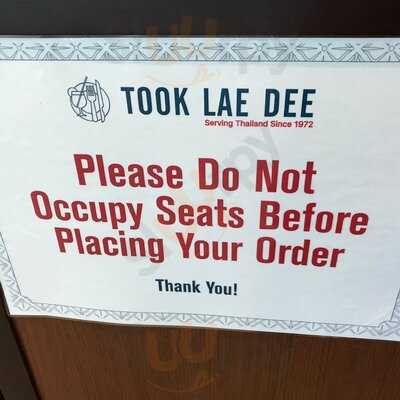 TOOK LAE DEE
Serving Thailand Since 1972
Please Do Not
Occupy Seats Before
Placing Your Order
Thank You!